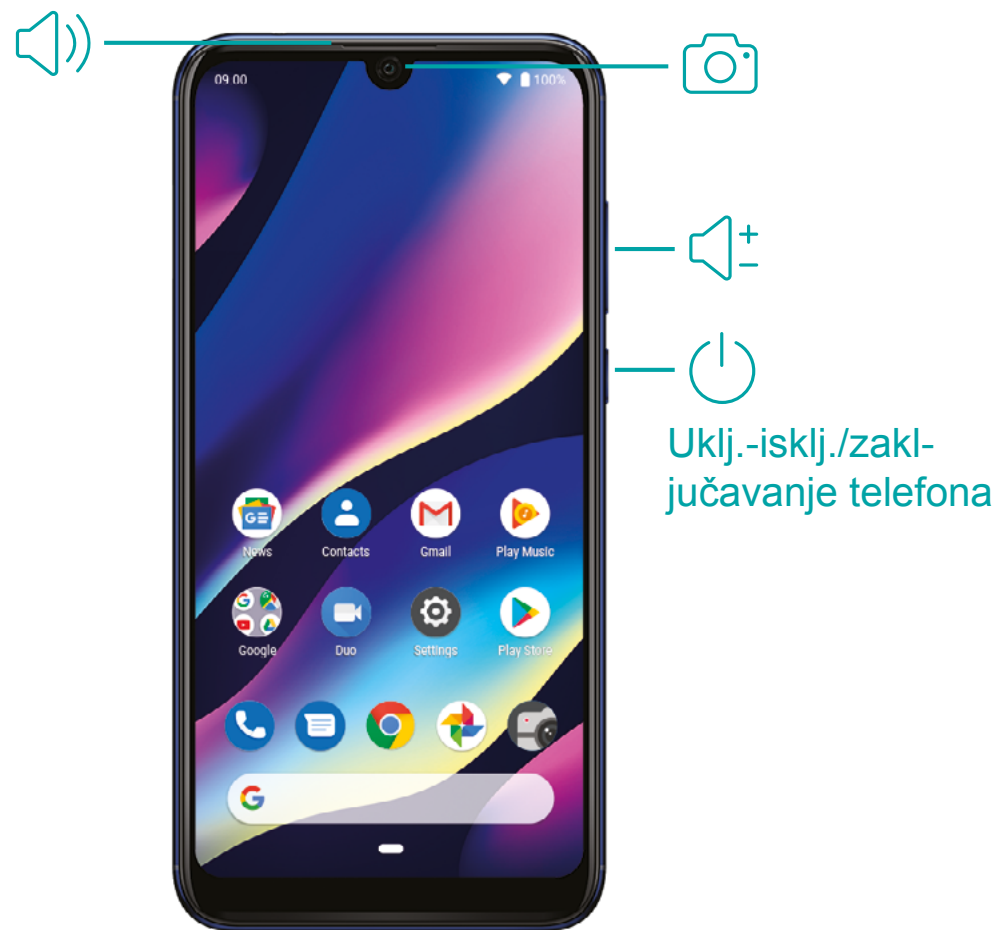 09:00
100%
Uklj.-isklj./zakl-
jučavanje telefona
News
Contacts
Gmail
Play Music
Google
Duo
Settings
Play Store